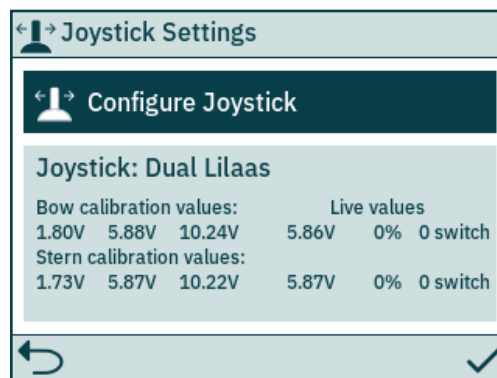 Joystick Settings
Configure Joystick
Joystick: Dual Lilaas
Bow calibration values: Live values
1.80V 5.88V 10.24V 5.86V 0% 0 switch
Stern calibration values:
1.73V 5.87V 10.22V 5.87V 0% 0 switch